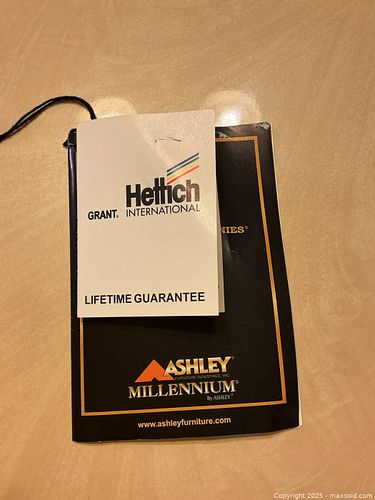 Hettich
GRANT® INTERNATIONAL
NIES®
LIFETIME GUARANTEE
ASHLEY®
FURNITURE INDUSTRIES, INC.
MILLENNIUM®
By ASHLEY®
www.ashleyfurniture.com
Copyright 2025 - maxsold.com